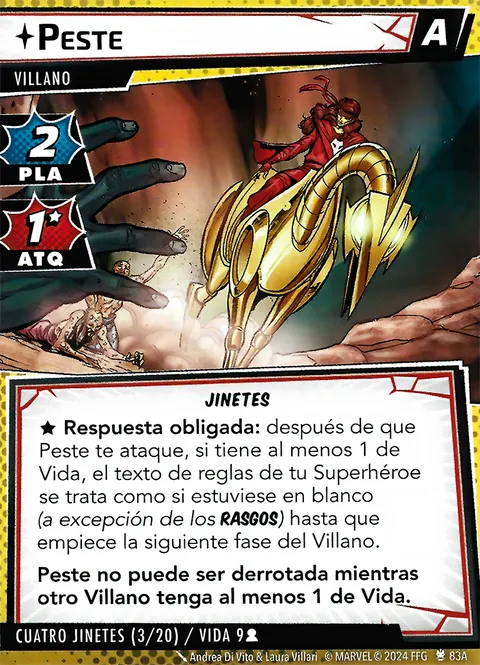 PESTE
A
VILLANO
2
PLA
1★
ATQ
JINETES
★ Respuesta obligada: después de que
Peste te ataque, si tiene al menos 1 de
Vida, el texto de reglas de tu Superhéroe
se trata como si estuviese en blanco
(a excepción de los RASGOS) hasta que
empiece la siguiente fase del Villano.
Peste no puede ser derrotada mientras
otro Villano tenga al menos 1 de Vida.
CUATRO JINETES (3/20) / VIDA 9
Andrea Di Vito & Laura Villari © MARVEL © 2024 FFG 83A